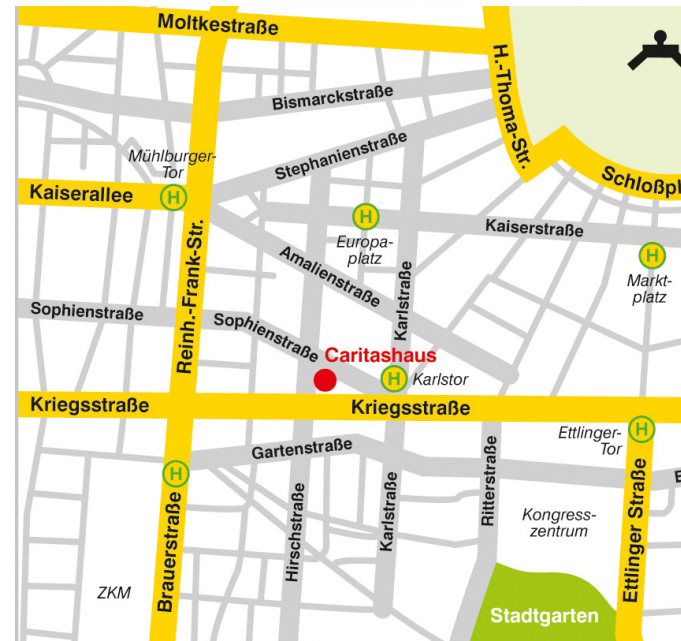 Moltkestraße
H.-Thoma-Str.
Bismarckstraße
Mühlburger-
Tor
Stephanienstraße
Kaiserallee
H
Schloßpl
H
Kaiserstraße
Europa-
platz
Reinh.-Frank-Str.
Amalienstraße
Karlstraße
H
Markt-
platz
Sophienstraße
Sophienstraße
Caritashaus
H
Karlstor
Kriegsstraße
Kriegsstraße
Ettlinger-
Tor
H
Gartenstraße
H
Hirschstraße
Karlstraße
Ritterstraße
Ettlinger Straße
E
Kongress-
zentrum
Brauerstraße
ZKM
Stadtgarten